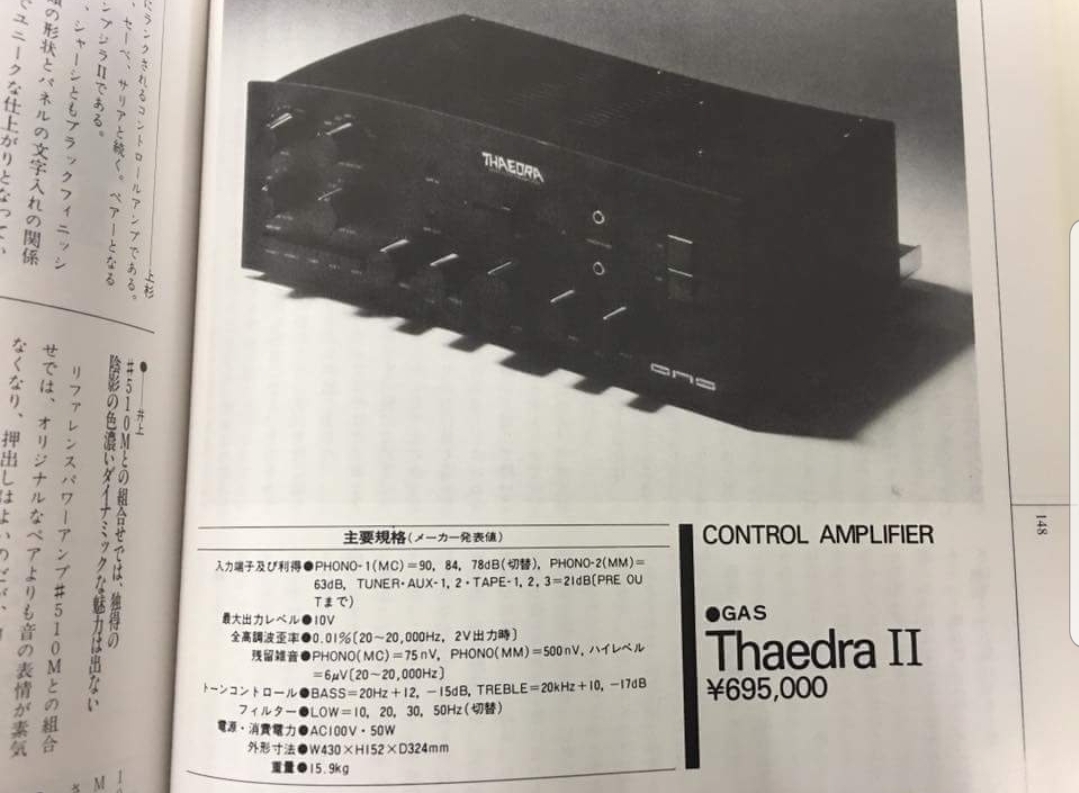 にランクされるコントロールアンプである。
、セーベ、サリアと続く。ペアーとなる
ンプジラIIである。
、シャーシともブラックフィニッシ
頭の形状とパネルの文字入れの関係
でユニークな仕上がりとなってい、
上杉
●——井上
#510Mとの組合せでは、独得の
陰影の色濃いダイナミックな魅力は出ない
リファレンスパワーアンプ#510Mとの組合
せでは、オリジナルなペアよりも音の表情が素気
なくなり、押出しはよいのだが、
THAEDRA
GAS
主要規格(メーカー発表値)
入力端子及び利得●PHONO-1(MC)=90, 84, 78dB(切替), PHONO-2(MM)=
63dB, TUNER・AUX-1, 2・TAPE-1, 2, 3=21dB[PRE OU
Tまで)
最大出力レベル●10V
全高調波歪率●0.01%[20~20,000Hz, 2V出力時]
残留雑音●PHONO(MC)=75nV, PHONO(MM)=500nV, ハイレベル
=6μV[20~20,000Hz]
トーンコントロール●BASS=20Hz+12, -15dB, TREBLE=20kHz+10, -17dB
フィルター●LOW=10, 20, 30, 50Hz(切替)
電源・消費電力●AC100V・50W
外形寸法●W430×H152×D324mm
重量●15.9kg
CONTROL AMPLIFIER
●GAS
Thaedra II
¥695,000
148